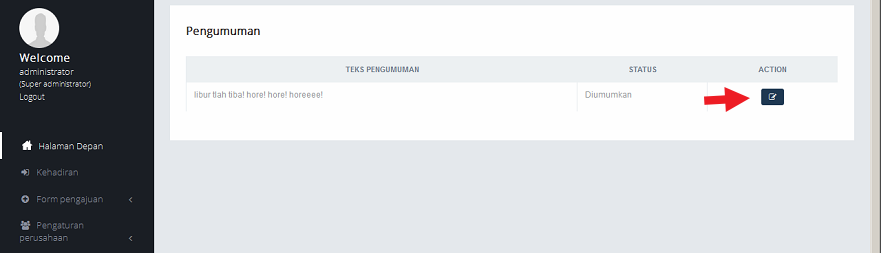 Welcome
administrator
(Super administrator)
Logout
Halaman Depan
Kehadiran
Form pengajuan
Pengaturan
perusahaan
Pengumuman
TEKS PENGUMUMAN STATUS ACTION
libur tlah tiba! hore! hore! horeeee! Diumumkan